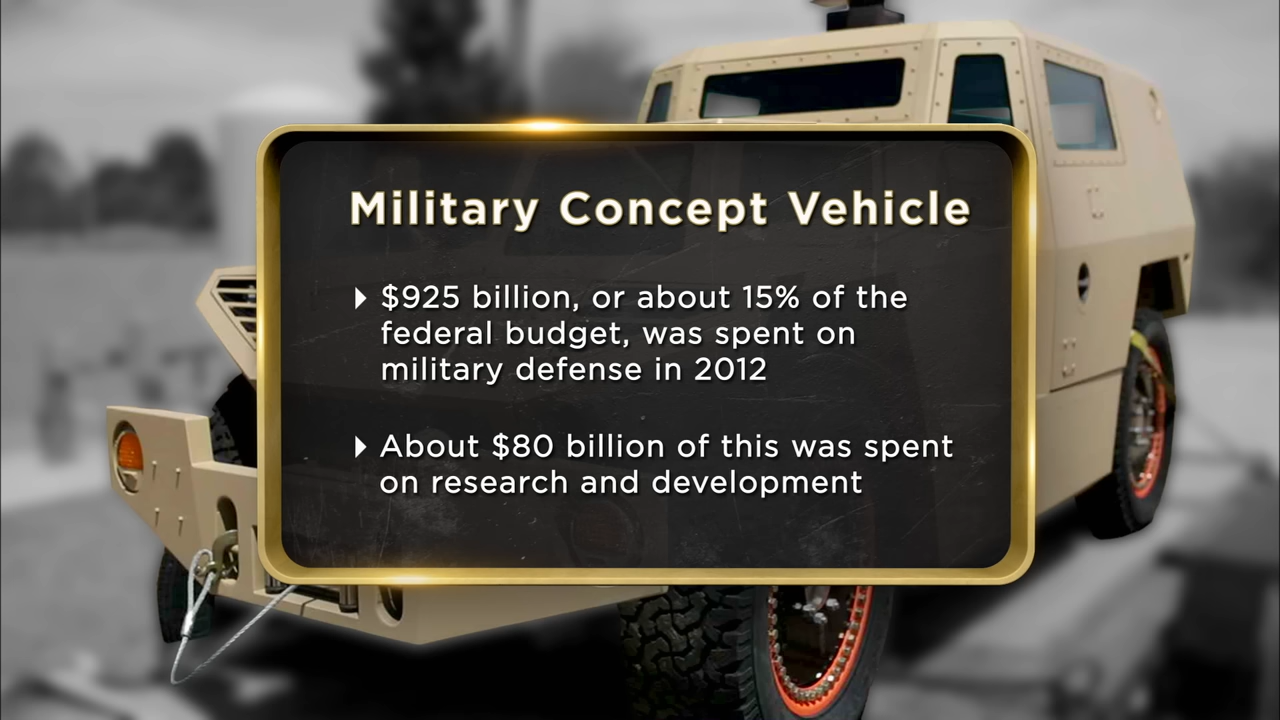 Military Concept Vehicle
$925 billion, or about 15% of the
federal budget, was spent on
military defense in 2012
About $80 billion of this was spent
on research and development